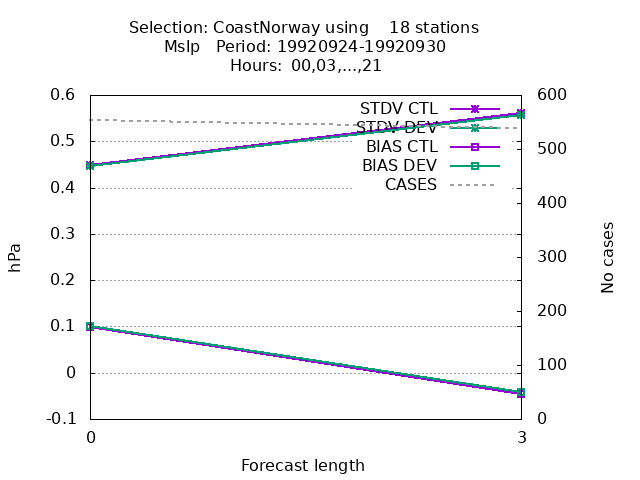 Selection: CoastNorway using    18 stations
Mslp   Period: 19920924-19920930
Hours:  00,03,...,21
0.6
0.5
0.4
0.3
0.2
0.1
0
-0.1
600
500
400
300
200
100
0
hPa
No cases
STDV CTL
STDV DEV
BIAS CTL
BIAS DEV
CASES
0
3
Forecast length